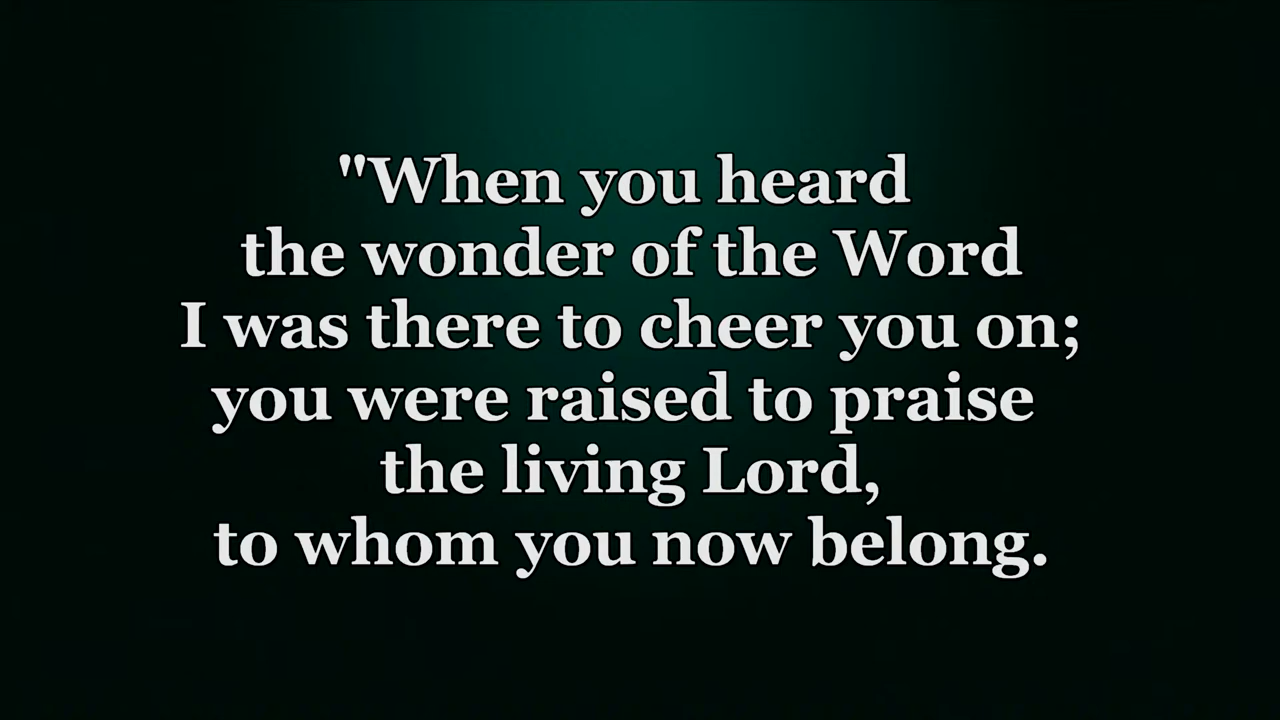 "When you heard
the wonder of the Word
I was there to cheer you on;
you were raised to praise
the living Lord,
to whom you now belong.